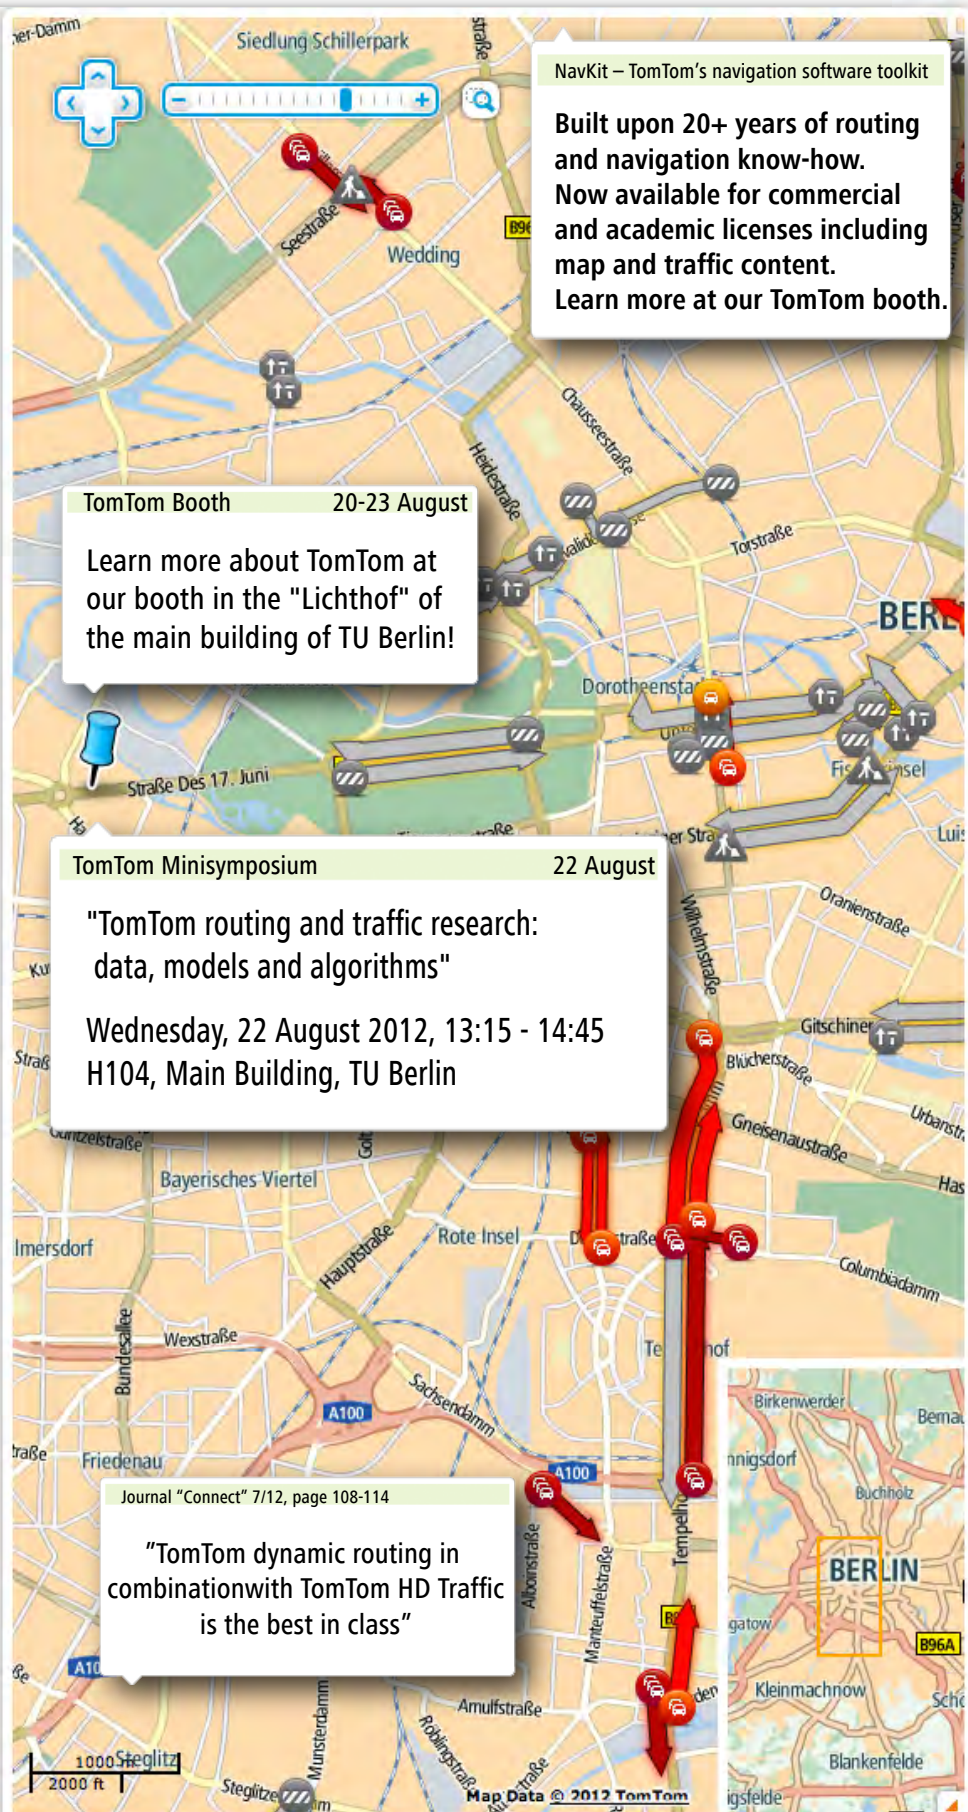 Siedlung Schillerpark
NavKit – TomTom's navigation software toolkit
Built upon 20+ years of routing
and navigation know-how.
Now available for commercial
and academic licenses including
map and traffic content.
Learn more at our TomTom booth.
Seestraße
Wedding
Chausseestraße
Heidestraße
TomTom Booth 20-23 August
Learn more about TomTom at
our booth in the "Lichthof" of
the main building of TU Berlin!
Torstraße
Straße Des 17. Juni
TomTom Minisymposium 22 August
"TomTom routing and traffic research:
data, models and algorithms"
Wednesday, 22 August 2012, 13:15 - 14:45
H104, Main Building, TU Berlin
Wilhelmstraße
Oranienstraße
Gitschiner
Blücherstraße
Gneisenaustraße
Bayerisches Viertel
Hauptstraße
Rote Insel
Columbiadamm
lmersdorf
Bundesallee
Wexstraße
A100
Sachsendamm
Friedenau
A100
Journal "Connect" 7/12, page 108-114
"TomTom dynamic routing in
combinationwith TomTom HD Traffic
is the best in class"
Alboinstraße
Manteuffelstraße
Arnulfstraße
Munsterdamm
Steglitz
2000 ft
Map Data © 2012 TomTom
Birkenwerder
nnigsdorf
Buchholz
BERLIN
gatow
B96A
Kleinmachnow
Blankenfelde
igsfelde